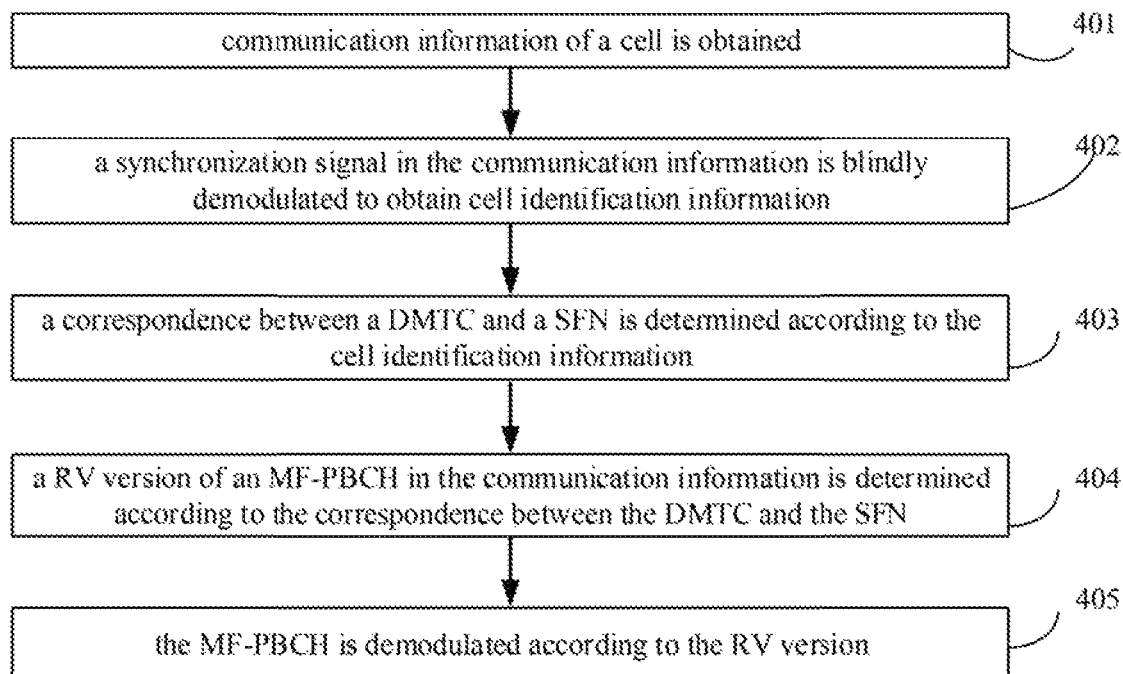 communication information of a cell is obtained
401
a synchronization signal in the communication information is blindly
demodulated to obtain cell identification information
402
a correspondence between a DMTC and a SFN is determined according to the
cell identification information
403
a RV version of an MF-PBCH in the communication information is determined
according to the correspondence between the DMTC and the SFN
404
the MF-PBCH is demodulated according to the RV version
405